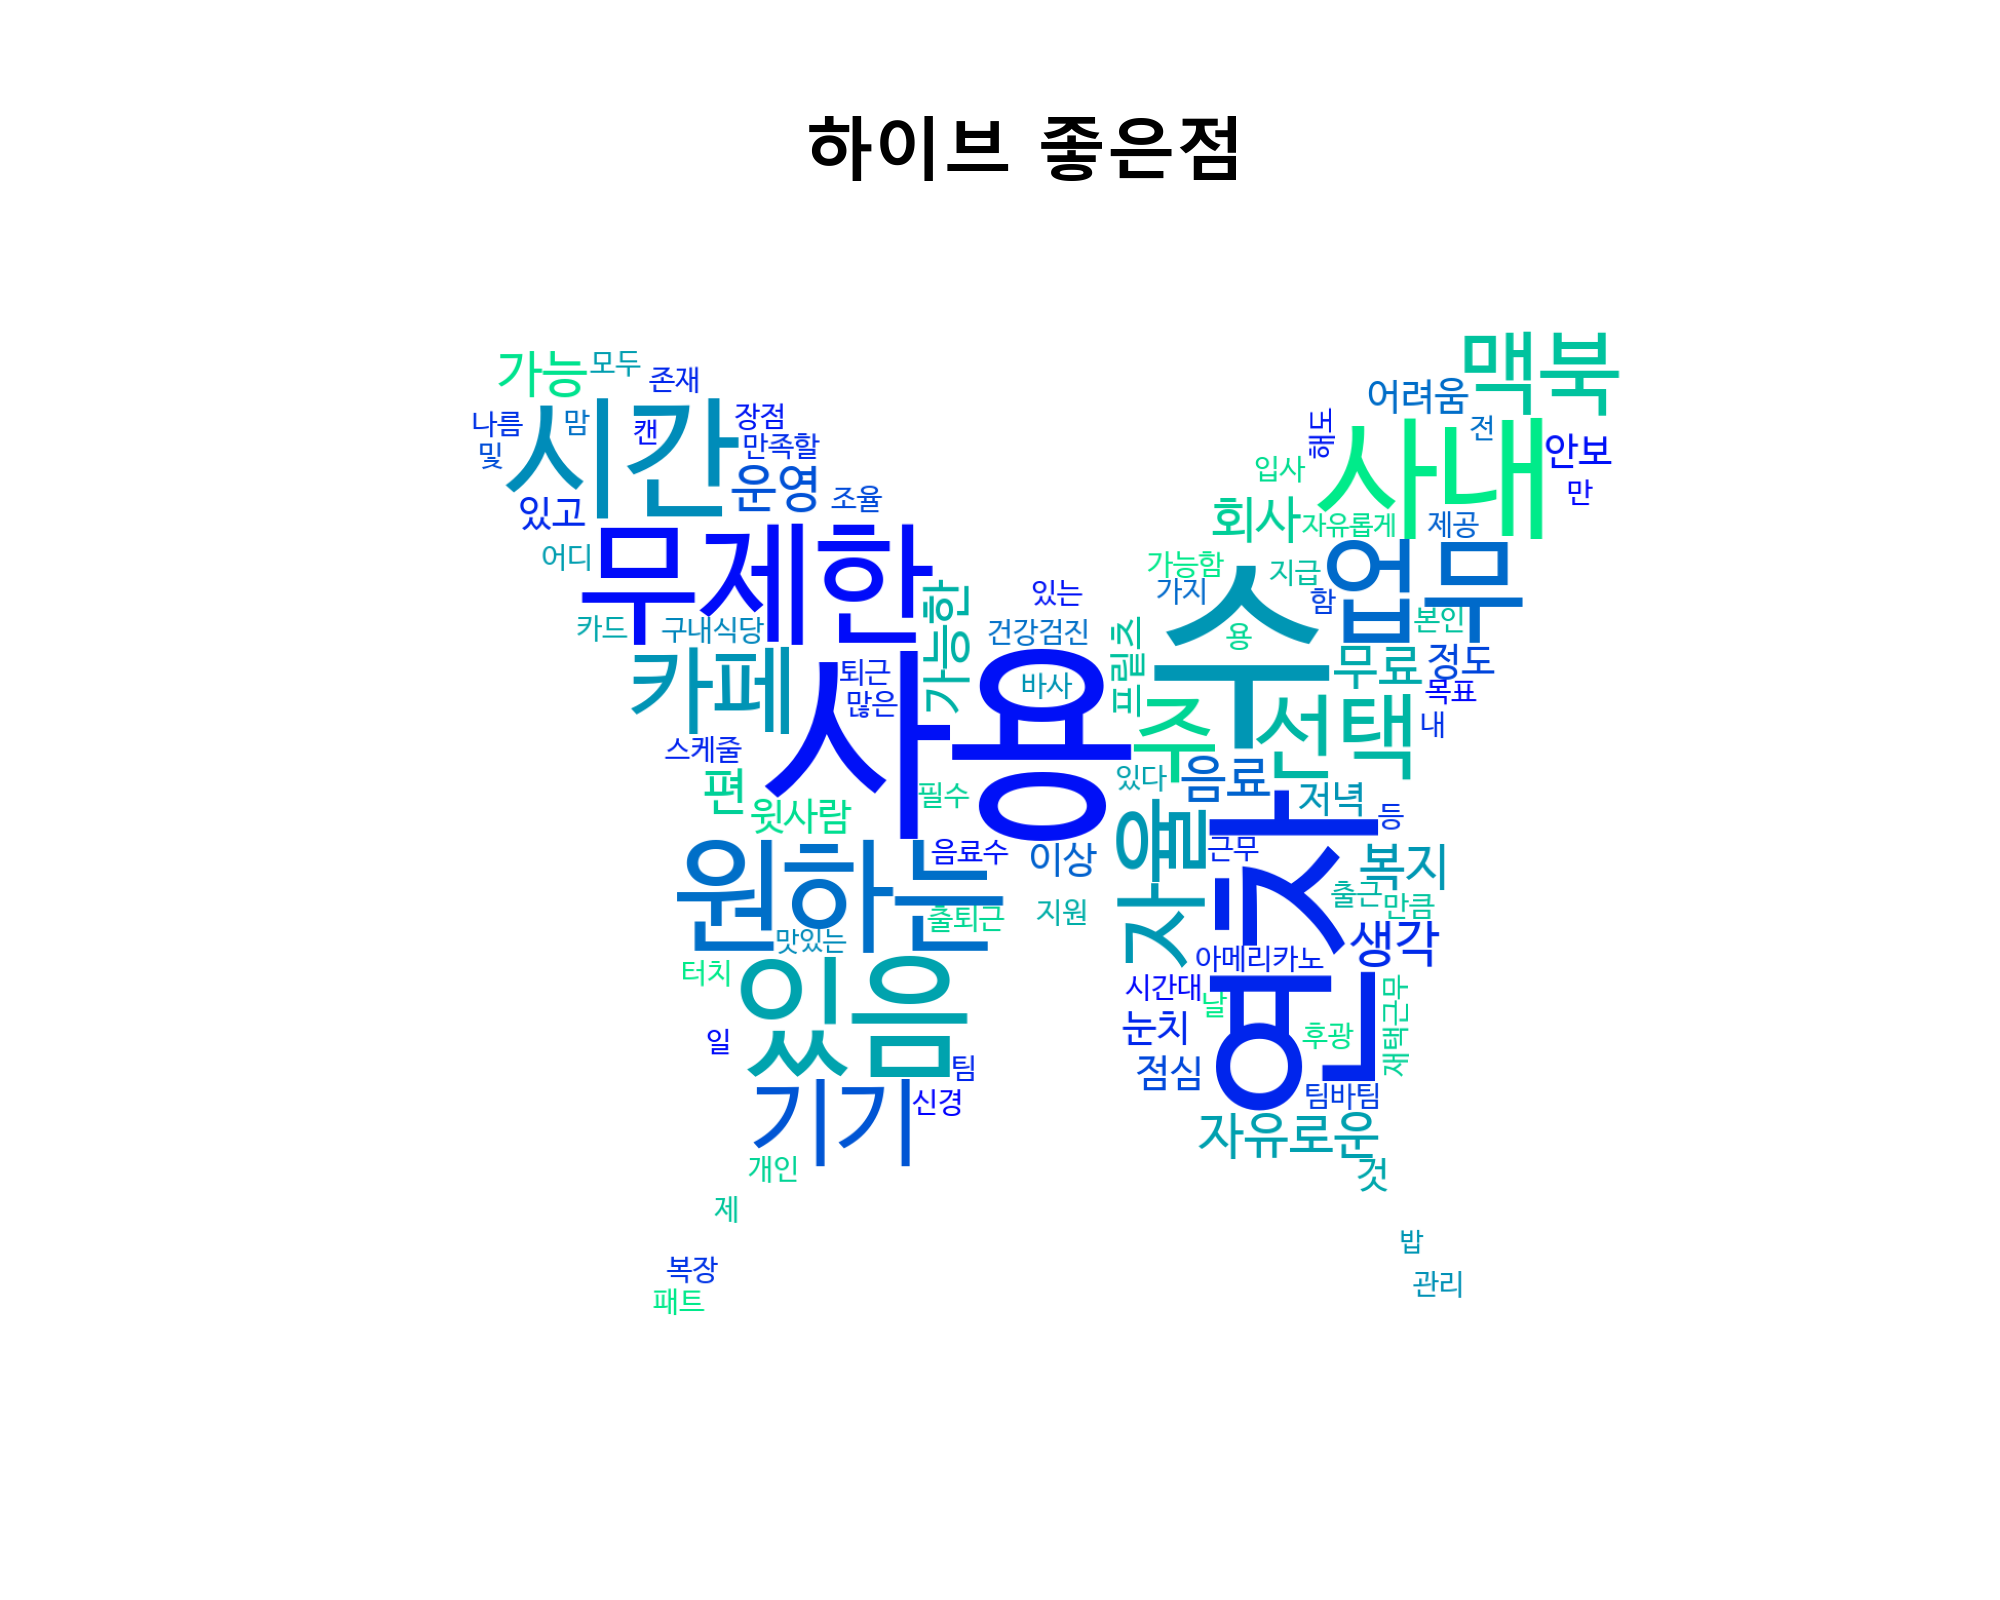 하이브 좋은점
가능
모두
존재
나름
맘
캔
장점
만족할
및
시간
운영
조율
있고
어디
무제한
카드
구내식당
가능한
카페
퇴근
많은
스케줄
사용
있는
건강검진
바사
편
윗사람
필수
원하는
음료수
이상
출퇴근
지원
맛있는
터치
있음
일
팀
기기
신경
개인
제
복장
패트
맥북
어려움
해도
전
사내
안보
입사
만
회사
자유롭게
제공
가능함
지급
업무
가지
함
수
용
본인
프릳츠
무료
정도
목표
주
선택
내
있다
음료
저녁
등
자율
근무
연차
복지
출근
만큼
생각
아메리카노
시간대
날
눈치
후광
재택근무
점심
팀바팀
자유로운
것
밥
관리